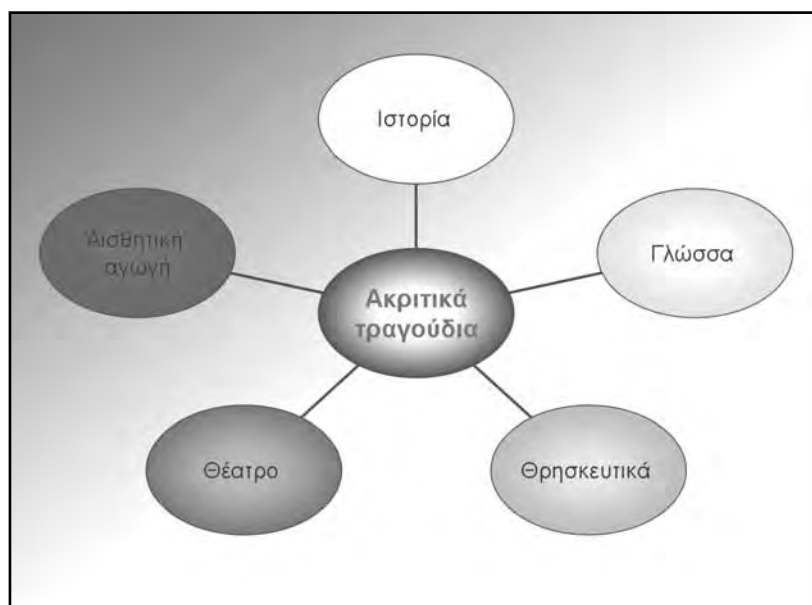 Ιστορία
Αισθητική
αγωγή
Γλώσσα
Ακριτικά
τραγούδια
Θέατρο
Θρησκευτικά